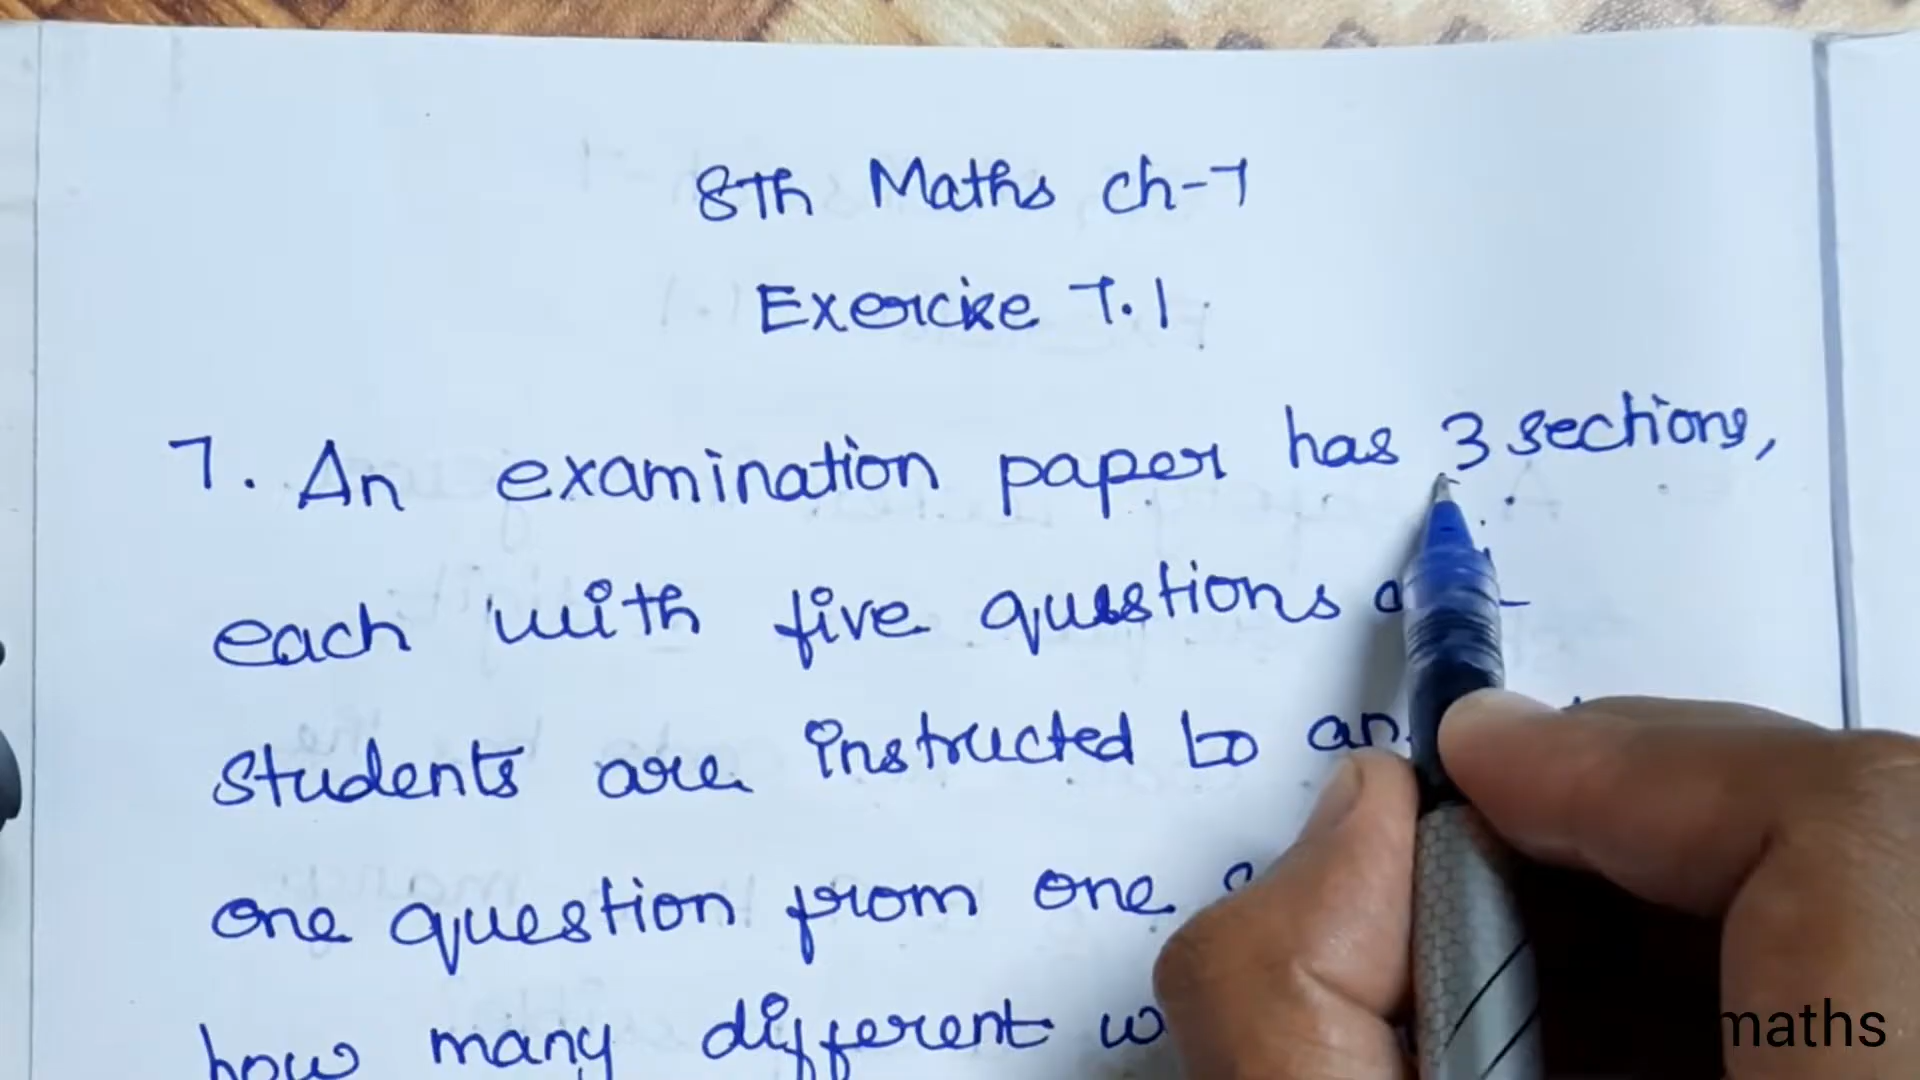 8Th Maths ch-7
Exercise 7.1
7. An examination paper has 3 sections,
each with five questions
students are instructed to
one question from one
how many different
maths